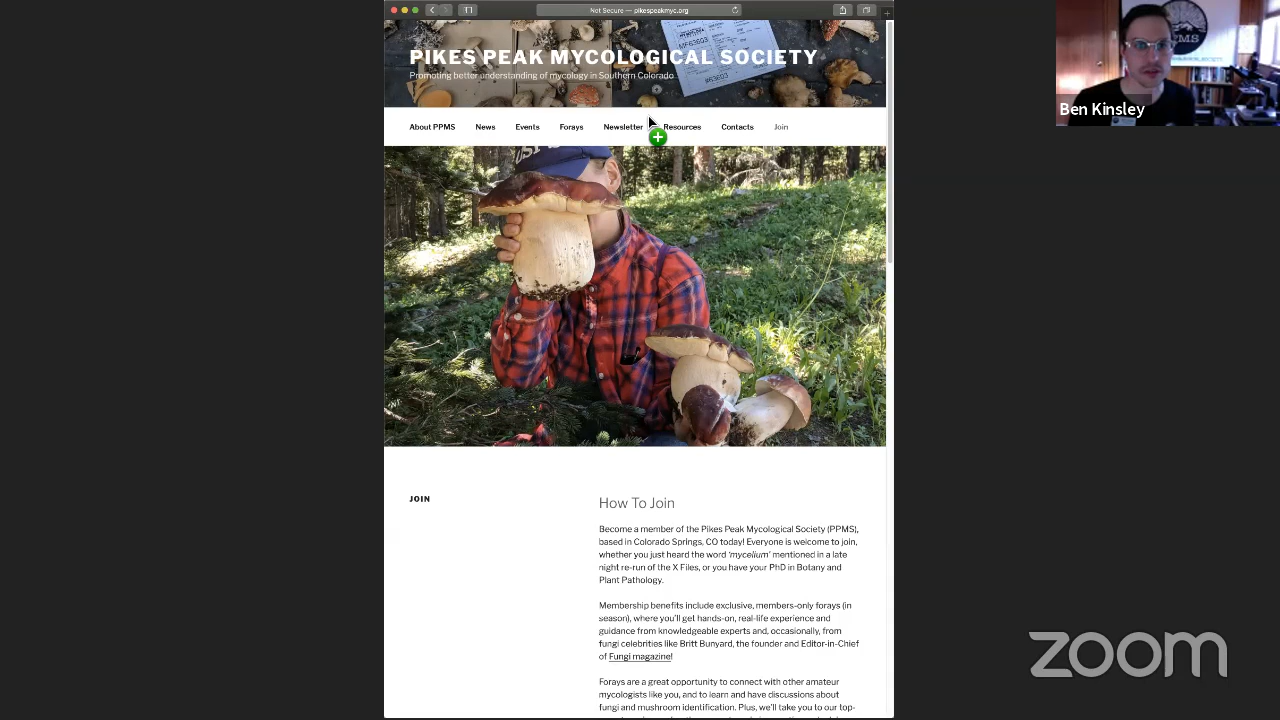 Not Secure — pikespeakmyc.org
PIKES PEAK MYCOLOGICAL SOCIETY
Promoting better understanding of mycology in Southern Colorado
MF63603
63603
PMS
Ben Kinsley
About PPMS News Events Forays Newsletter Resources Contacts Join
JOIN
How To Join
Become a member of the Pikes Peak Mycological Society (PPMS),
based in Colorado Springs, CO today! Everyone is welcome to join,
whether you just heard the word ‘mycelium’ mentioned in a late
night re-run of the X Files, or you have your PhD in Botany and
Plant Pathology.
Membership benefits include exclusive, members-only forays (in
season), where you’ll get hands-on, real-life experience and
guidance from knowledgeable experts and, occasionally, from
fungi celebrities like Britt Bunyard, the founder and Editor-in-Chief
of Fungi magazine!
Forays are a great opportunity to connect with other amateur
mycologists like you, and to learn and have discussions about
fungi and mushroom identification. Plus, we’ll take you to our top-
zoom